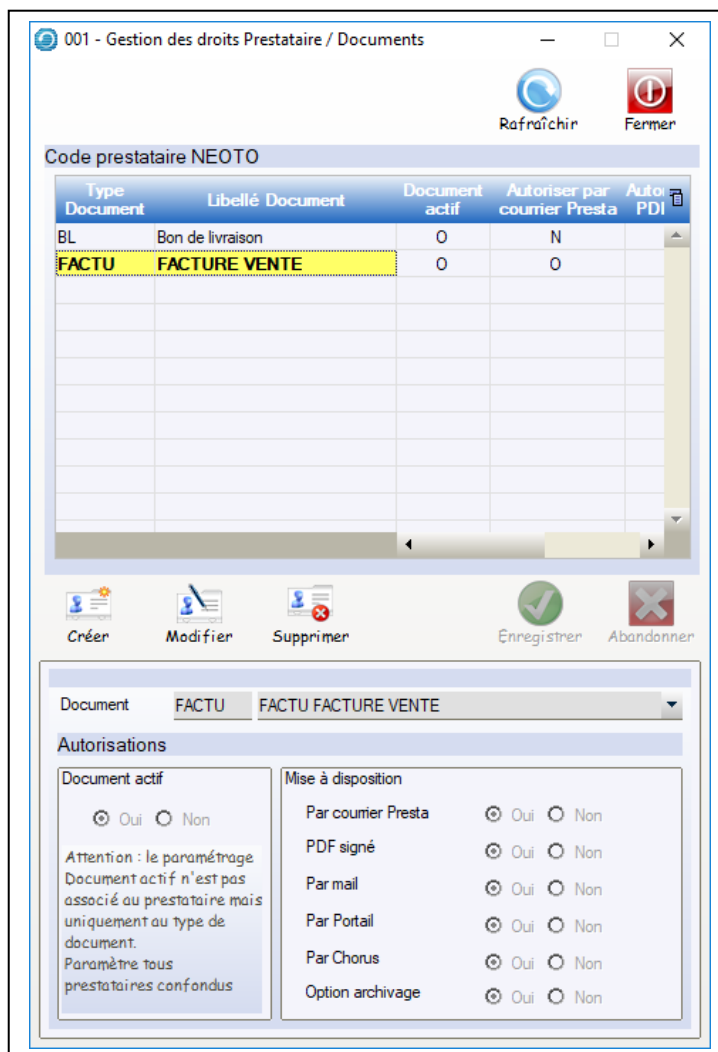 001 - Gestion des droits Prestataire / Documents
Rafraîchir Fermer
Code prestataire NEOTO
Type Document Libellé Document Document actif Autoriser par courrier Presta Autor PDI
BL Bon de livraison O N
FACTU FACTURE VENTE O O
Créer Modifier Supprimer Enregistrer Abandonner
Document FACTU FACTU FACTURE VENTE
Autorisations
Document actif
Oui Non
Attention : le paramétrage
Document actif n'est pas
associé au prestataire mais
uniquement au type de
document.
Paramètre tous
prestataires confondus
Mise à disposition
Par courrier Presta Oui Non
PDF signé Oui Non
Par mail Oui Non
Par Portail Oui Non
Par Chorus Oui Non
Option archivage Oui Non